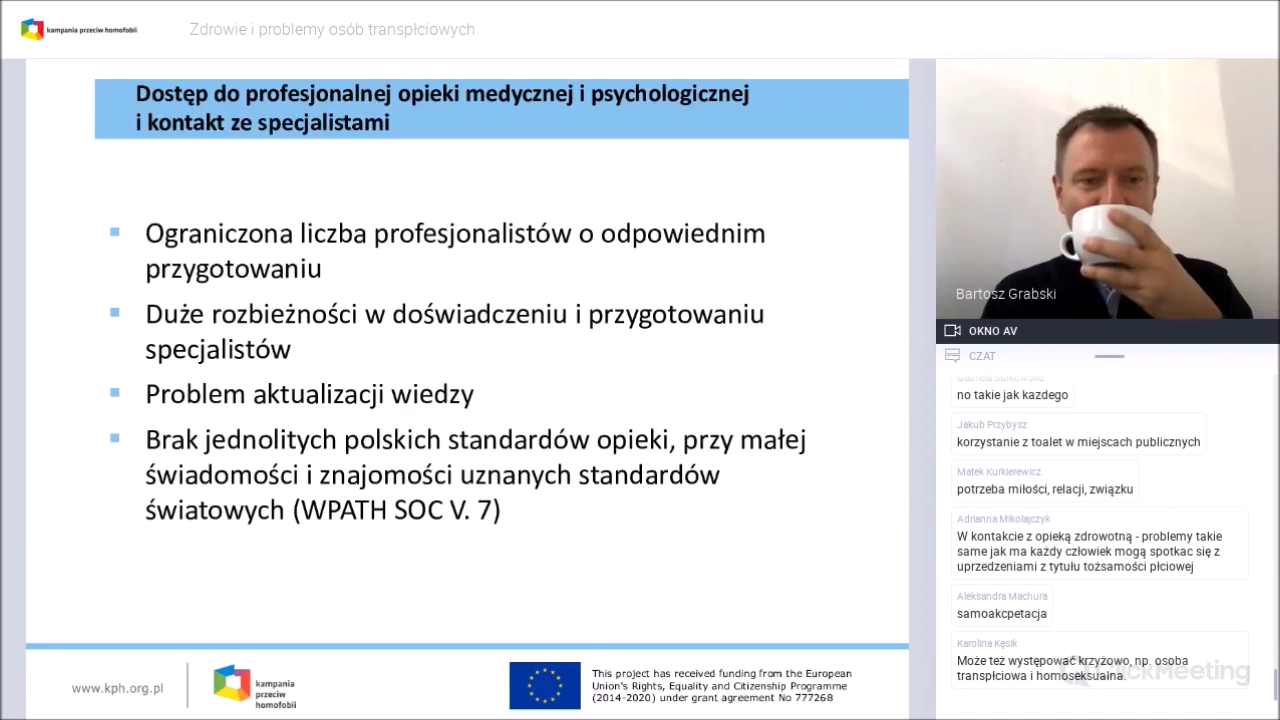 kampania przeciw homofobii
Zdrowie i problemy osób transpłciowych
Dostęp do profesjonalnej opieki medycznej i psychologicznej
i kontakt ze specjalistami
Ograniczona liczba profesjonalistów o odpowiednim
przygotowaniu
Duże rozbieżności w doświadczeniu i przygotowaniu
specjalistów
Problem aktualizacji wiedzy
Brak jednolitych polskich standardów opieki, przy małej
świadomości i znajomości uznanych standardów
światowych (WPATH SOC V. 7)
www.kph.org.pl
kampania
przeciw
homofobii
This project has received funding from the European
Union's Rights, Equality and Citizenship Programme
(2014-2020) under grant agreement No 777268
Bartosz Grabski
OKNO AV
CZAT
no takie jak kazdego
Jakub Przybysz
korzystanie z toalet w miejscach publicznych
Matek Kurkierewicz
potrzeba miłości, relacji, związku
Adrianna Mikolajczyk
W kontakcie z opieką zdrowotną - problemy takie
same jak ma każdy człowiek mogą spotkac się z
uprzedzeniami z tytułu tożsamości płciowej
Aleksandra Machura
samoakcpetacja
Karolina Kęsik
Może też występować krzyżowo, np. osoba
transpłciowa i homoseksualna.
ClickMeeting